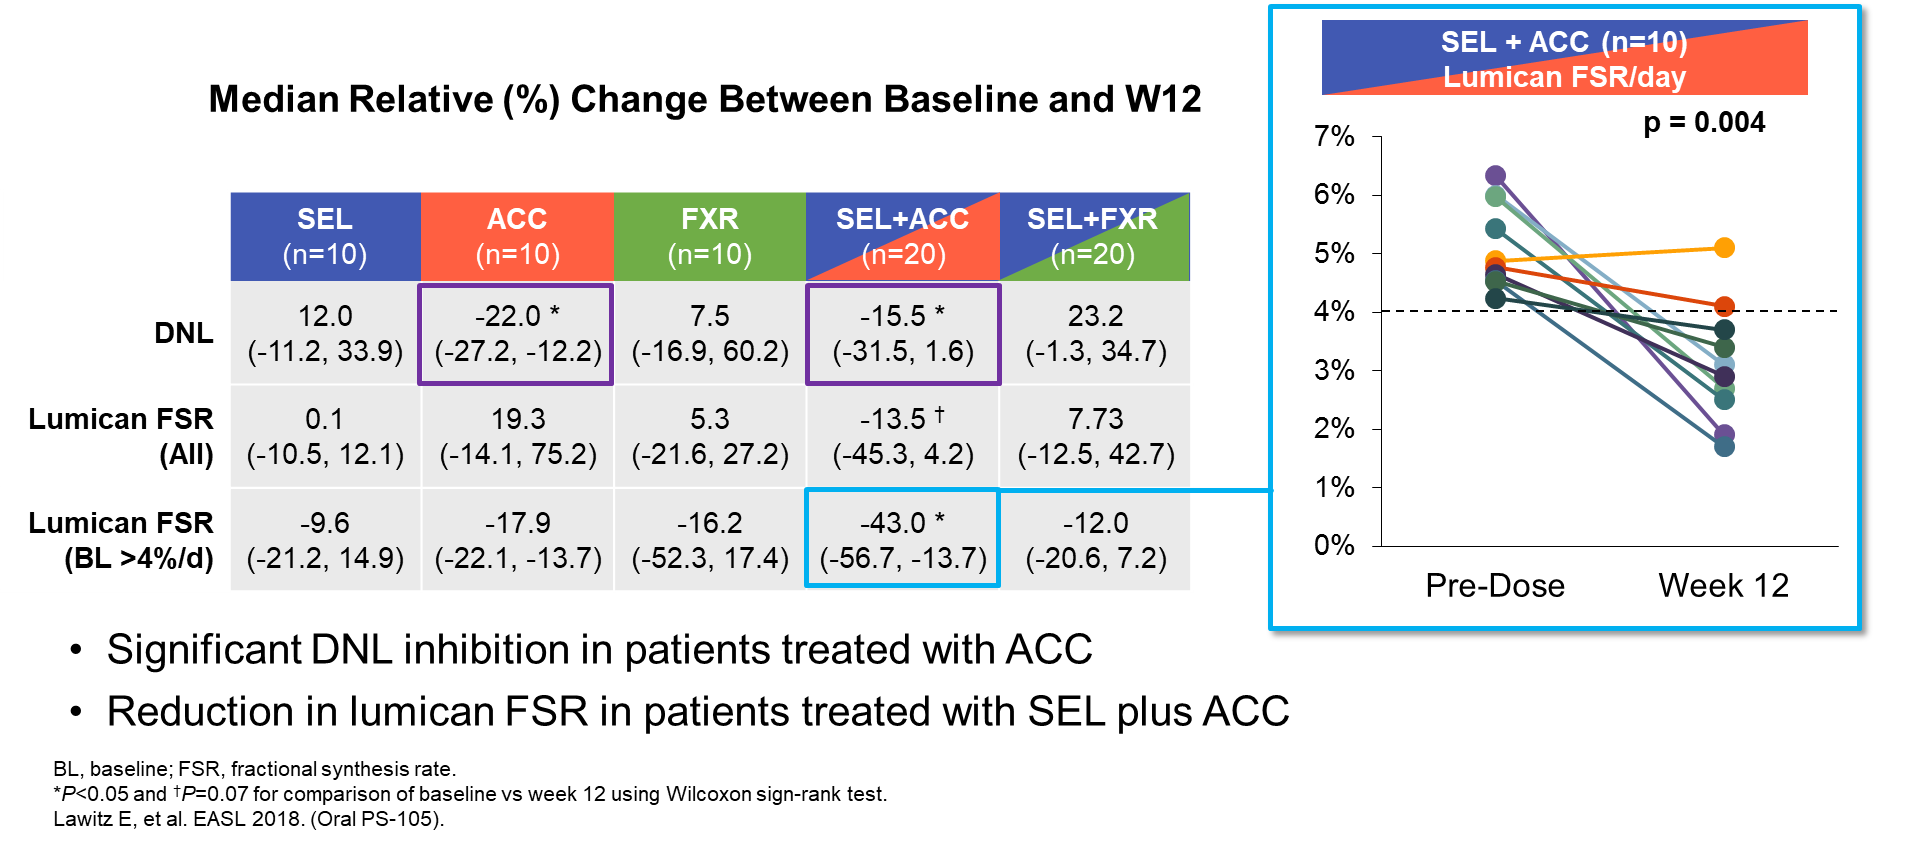 Median Relative (%) Change Between Baseline and W12
SEL
(n=10)
ACC
(n=10)
FXR
(n=10)
SEL+ACC
(n=20)
SEL+FXR
(n=20)
DNL
12.0
(-11.2, 33.9)
-22.0 *
(-27.2, -12.2)
7.5
(-16.9, 60.2)
-15.5 *
(-31.5, 1.6)
23.2
(-1.3, 34.7)
Lumican FSR
(All)
0.1
(-10.5, 12.1)
19.3
(-14.1, 75.2)
5.3
(-21.6, 27.2)
-13.5 †
(-45.3, 4.2)
7.73
(-12.5, 42.7)
Lumican FSR
(BL >4%/d)
-9.6
(-21.2, 14.9)
-17.9
(-22.1, -13.7)
-16.2
(-52.3, 17.4)
-43.0 *
(-56.7, -13.7)
-12.0
(-20.6, 7.2)
SEL + ACC (n=10)
Lumican FSR/day
p = 0.004
7%
6%
5%
4%
3%
2%
1%
0%
Pre-Dose
Week 12
• Significant DNL inhibition in patients treated with ACC
• Reduction in lumican FSR in patients treated with SEL plus ACC
BL, baseline; FSR, fractional synthesis rate.
*P<0.05 and †P=0.07 for comparison of baseline vs week 12 using Wilcoxon sign-rank test.
Lawitz E, et al. EASL 2018. (Oral PS-105).